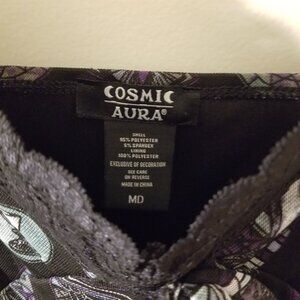 COSMIC
AURA®
SHELL
95% POLYESTER
5% SPANDEX
LINING
100% POLYESTER
EXCLUSIVE OF DECORATION
SEE CARE
ON REVERSE
MADE IN CHINA
MD